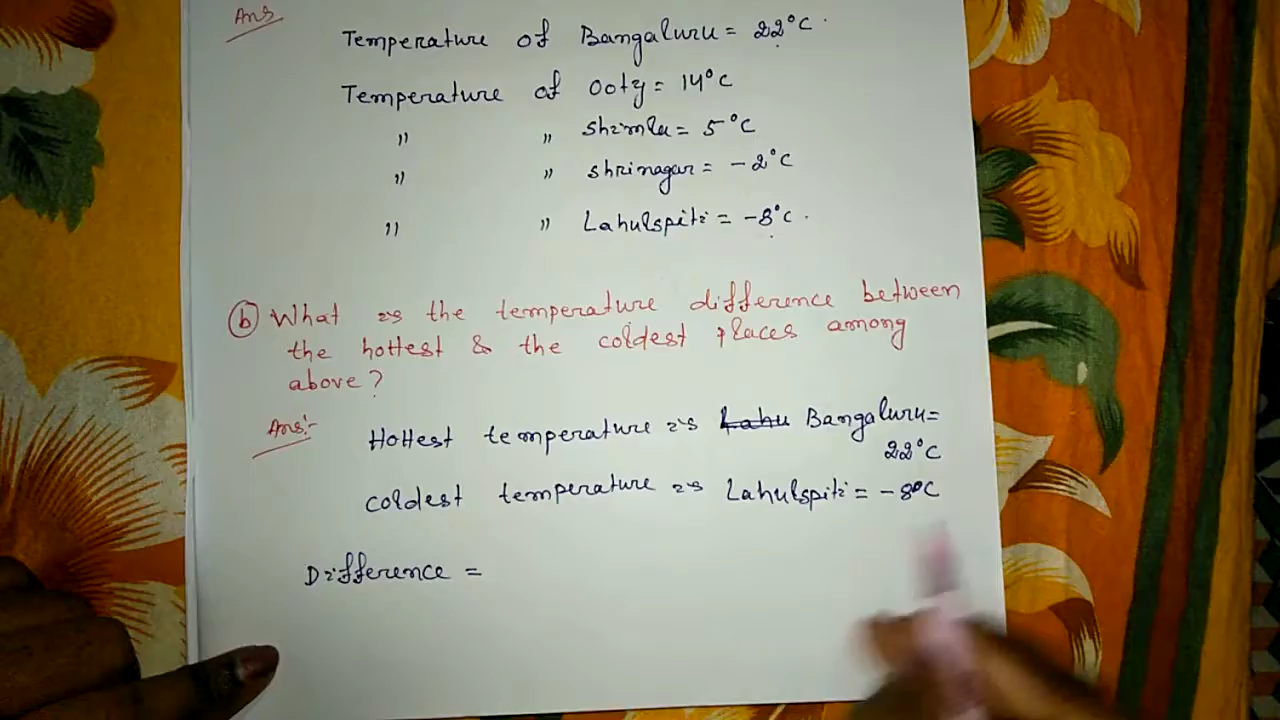 Ans
Temperature of Bangaluru = 22°C.
Temperature of Ooty = 14°C
" " Shimla = 5°C
" " Shrinagar = -2°C
" " Lahulspiti = -8°C.
(b) What is the temperature difference between
the hottest & the coldest places among
above?
Ans:-
Hottest temperature is Lahu Bangaluru =
22°C
Coldest temperature is Lahulspiti = -8°C
Difference =